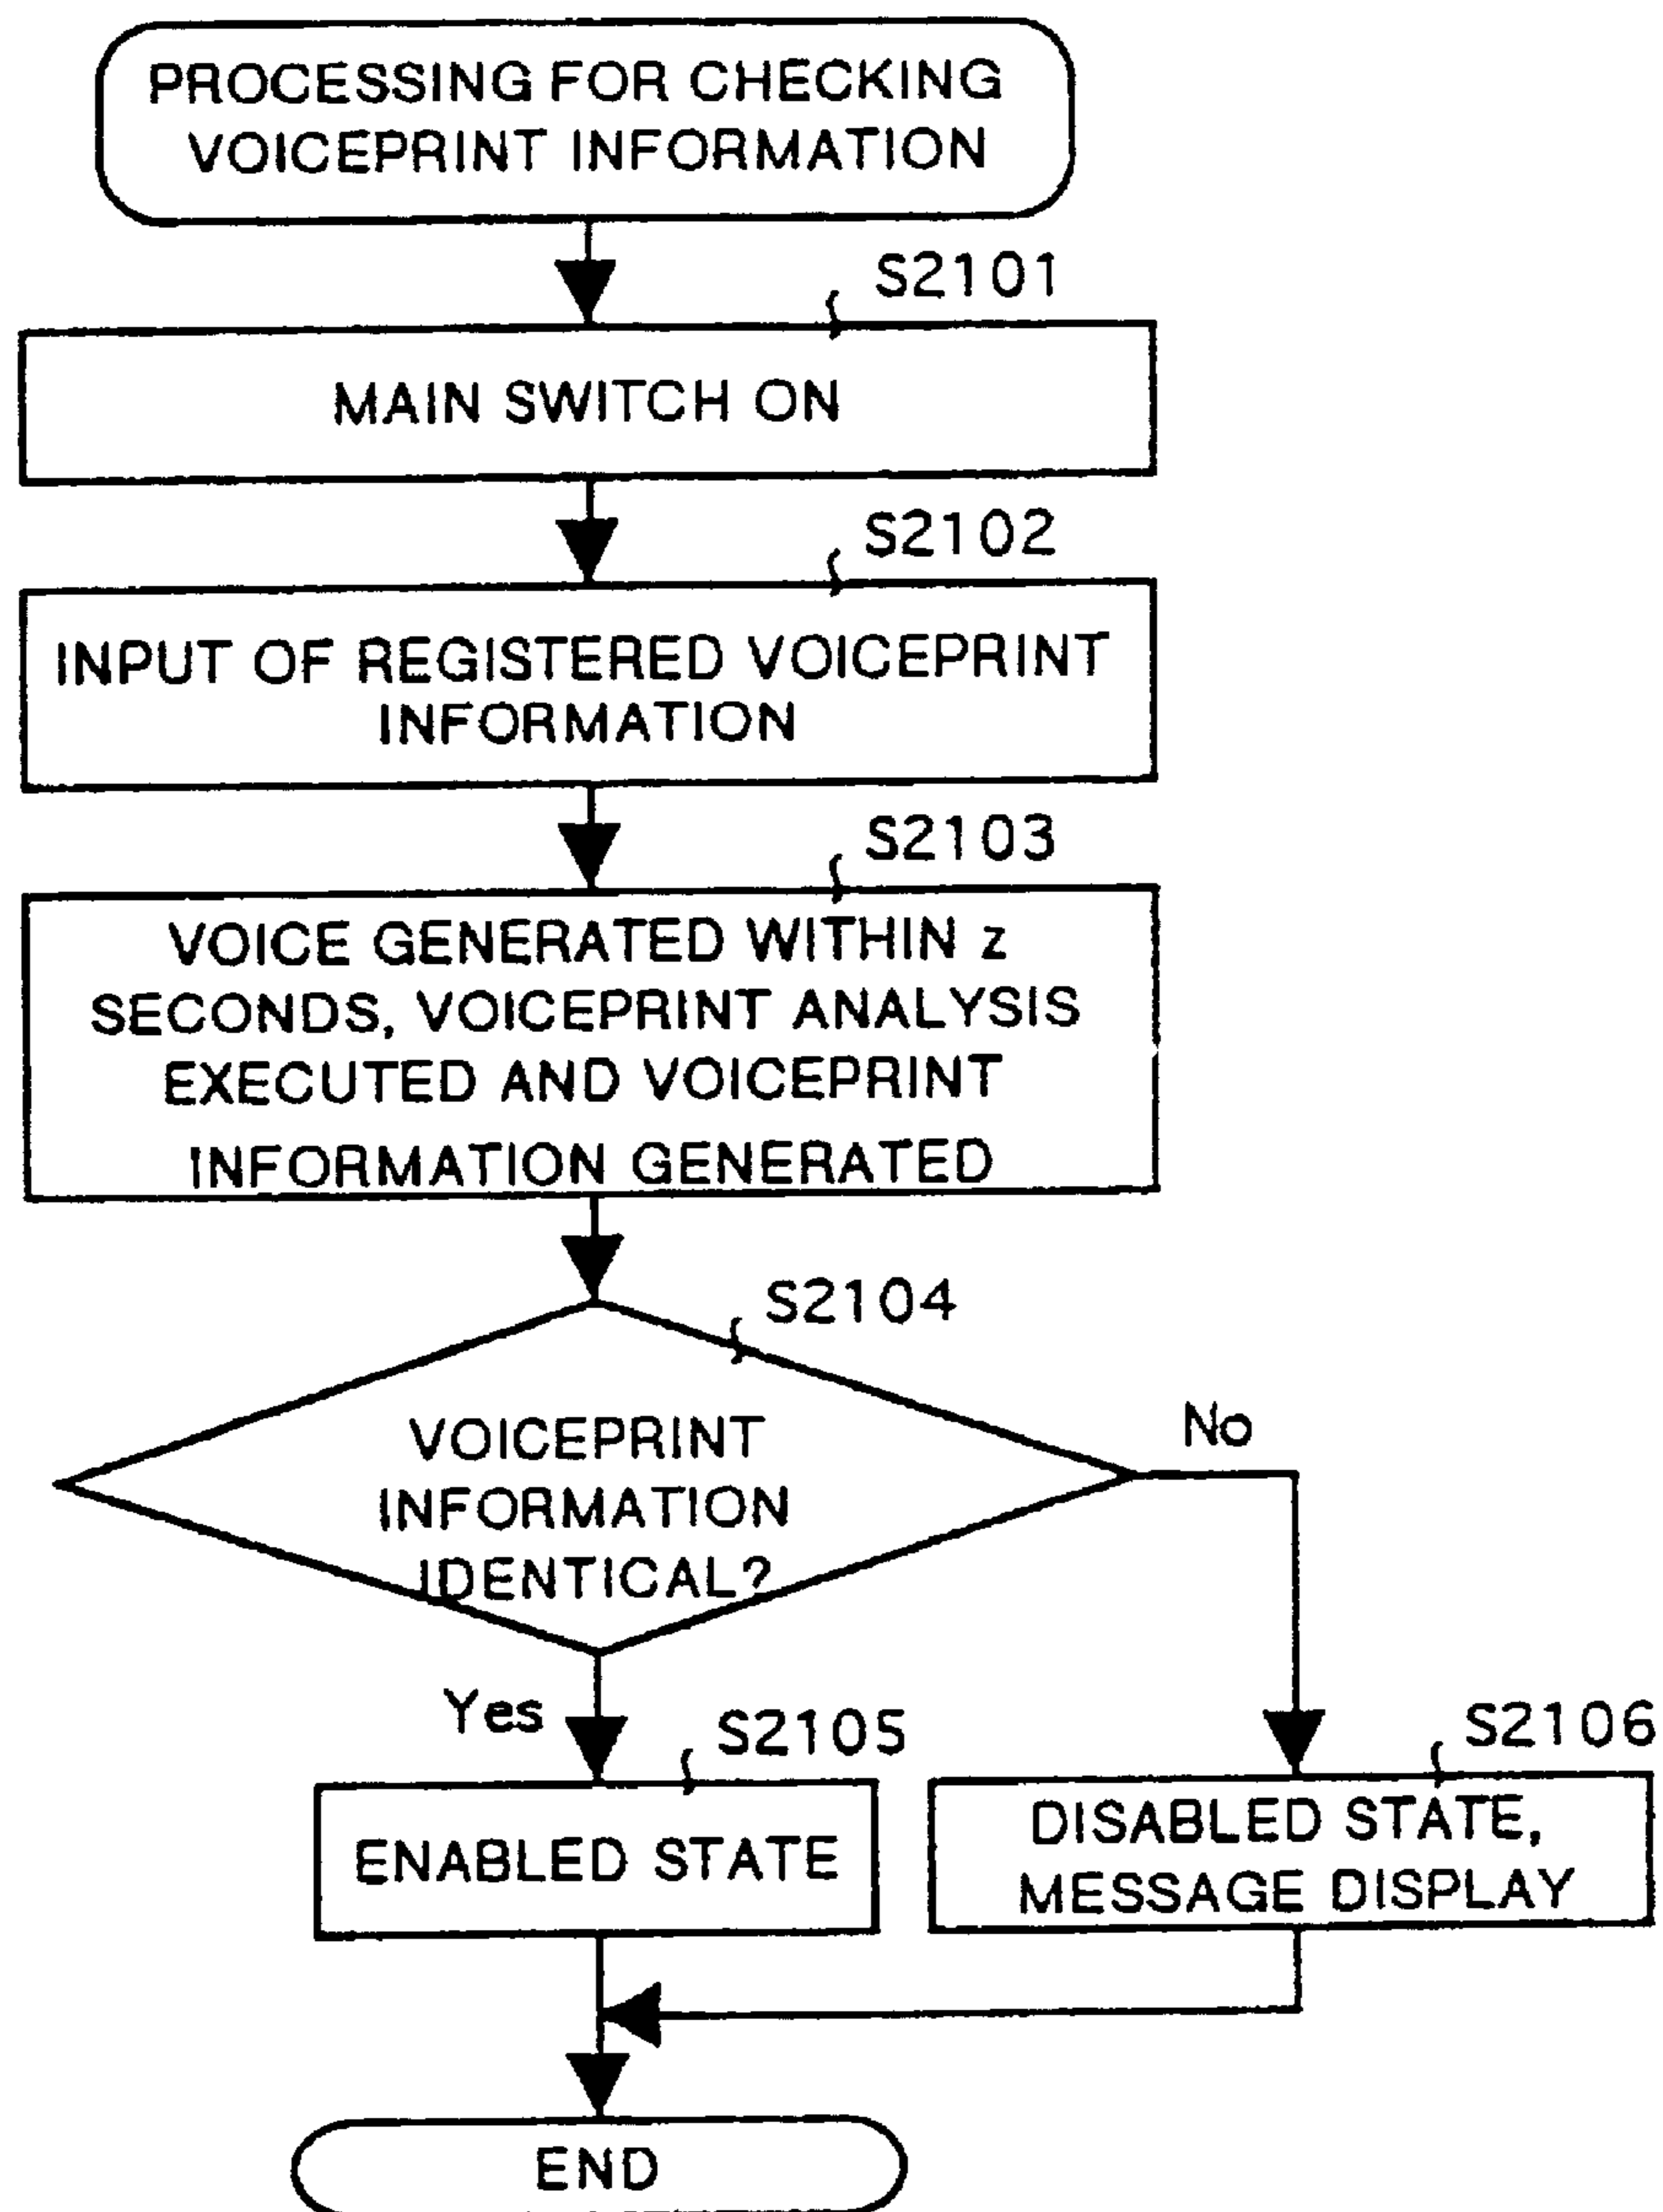 PROCESSING FOR CHECKING
VOICEPRINT INFORMATION
S2101
MAIN SWITCH ON
S2102
INPUT OF REGISTERED VOICEPRINT
INFORMATION
S2103
VOICE GENERATED WITHIN z
SECONDS, VOICEPRINT ANALYSIS
EXECUTED AND VOICEPRINT
INFORMATION GENERATED
S2104
VOICEPRINT
INFORMATION
IDENTICAL?
No
Yes
S2105
ENABLED STATE
S2106
DISABLED STATE,
MESSAGE DISPLAY
END